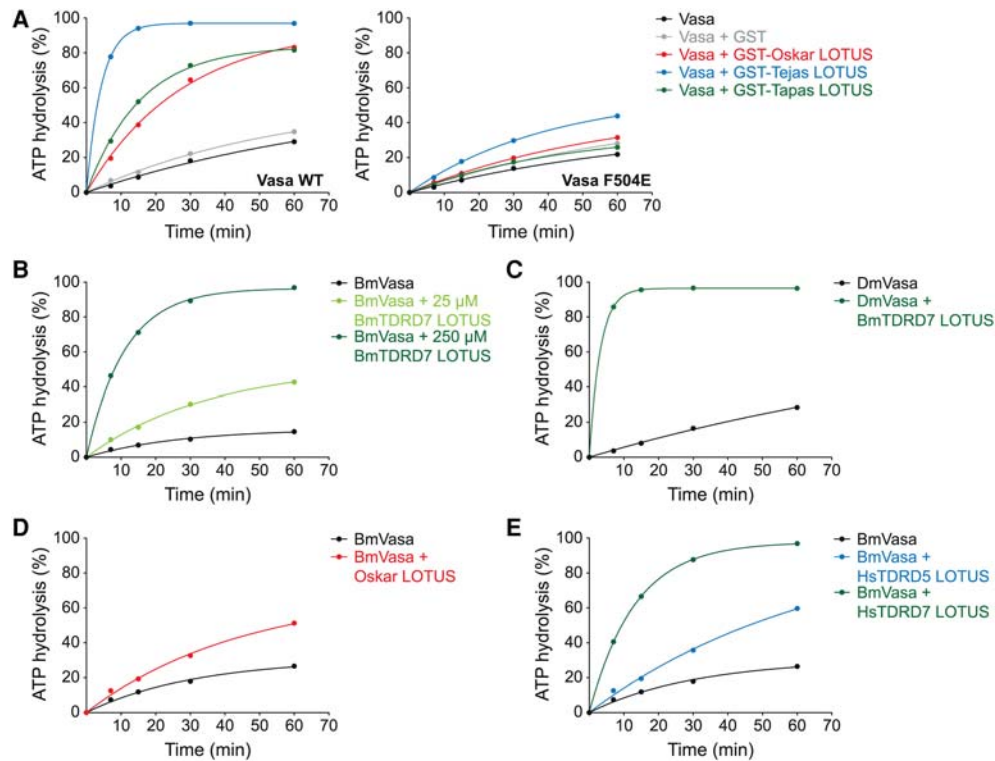 A
ATP hydrolysis (%)
100
80
60
40
20
0
10 20 30 40 50 60 70
Time (min)
Vasa WT
ATP hydrolysis (%)
100
80
60
40
20
0
10 20 30 40 50 60 70
Time (min)
Vasa F504E
Vasa
Vasa + GST
Vasa + GST-Oskar LOTUS
Vasa + GST-Tejas LOTUS
Vasa + GST-Tapas LOTUS
B
ATP hydrolysis (%)
100
80
60
40
20
0
0 10 20 30 40 50 60 70
Time (min)
BmVasa
BmVasa + 25 μM
BmTDRD7 LOTUS
BmVasa + 250 μM
BmTDRD7 LOTUS
C
ATP hydrolysis (%)
100
80
60
40
20
0
0 10 20 30 40 50 60 70
Time (min)
DmVasa
DmVasa +
BmTDRD7 LOTUS
D
ATP hydrolysis (%)
100
80
60
40
20
0
0 10 20 30 40 50 60 70
Time (min)
BmVasa
BmVasa +
Oskar LOTUS
E
ATP hydrolysis (%)
100
80
60
40
20
0
0 10 20 30 40 50 60 70
Time (min)
BmVasa
BmVasa +
HsTDRD5 LOTUS
BmVasa +
HsTDRD7 LOTUS